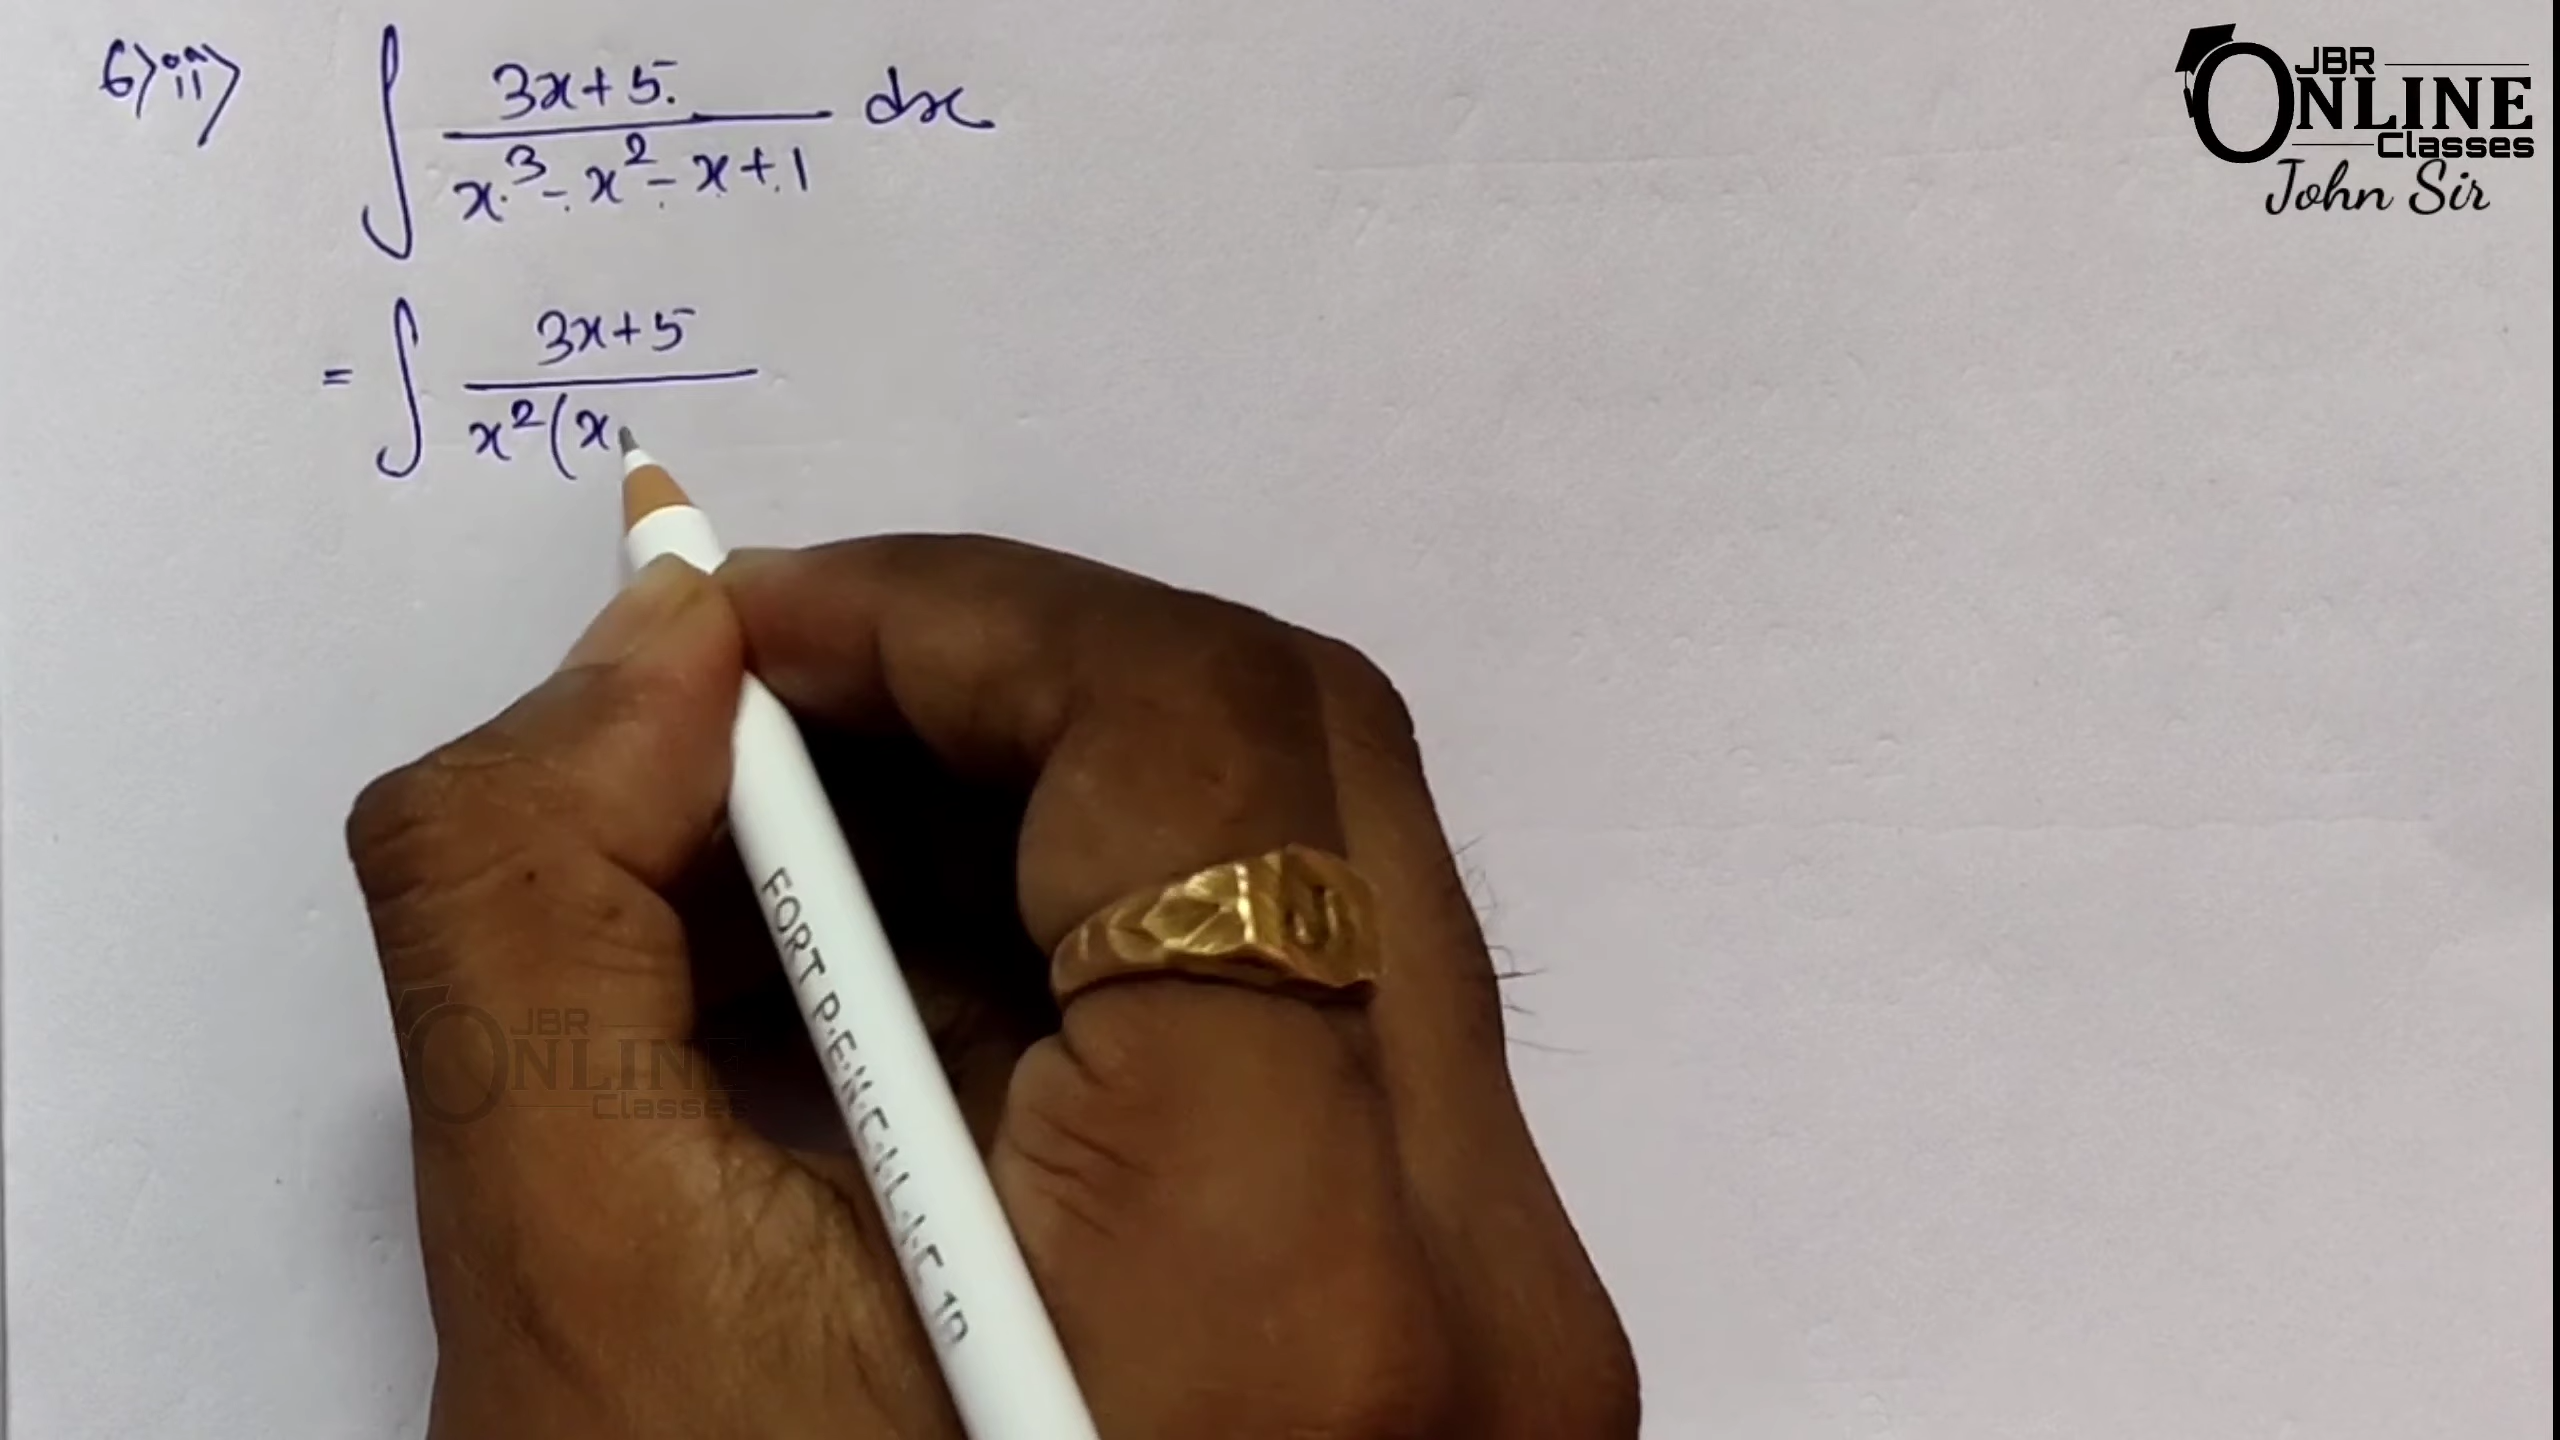 6) ii) ∫ 3x+5 / x³ - x² - x + 1 dx
= ∫ 3x+5 / x²(x
JBR
ONLINE
Classes
John Sir
FORT P.E.N.C.I.L.I.N.E 10
JBR
ONLINE
Classes